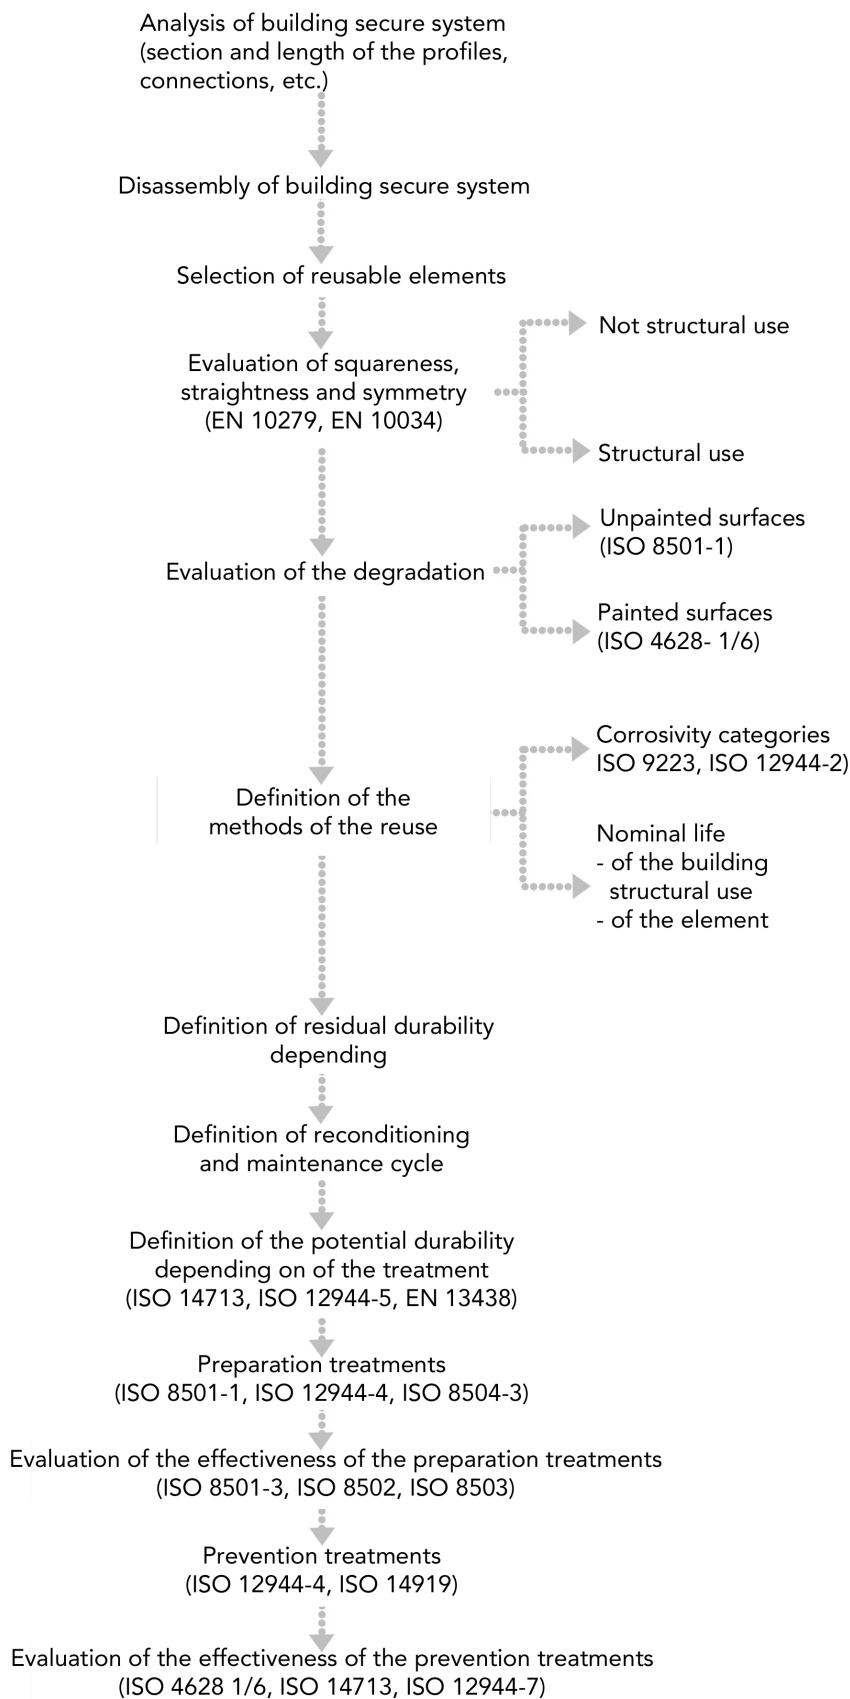 Analysis of building secure system
(section and length of the profiles,
connections, etc.)
Disassembly of building secure system
Selection of reusable elements
Evaluation of squareness,
straightness and symmetry
(EN 10279, EN 10034)
Not structural use
Structural use
Evaluation of the degradation
Unpainted surfaces
(ISO 8501-1)
Painted surfaces
(ISO 4628- 1/6)
Definition of the
methods of the reuse
Corrosivity categories
ISO 9223, ISO 12944-2)
Nominal life
- of the building
structural use
- of the element
Definition of residual durability
depending
Definition of reconditioning
and maintenance cycle
Definition of the potential durability
depending on of the treatment
(ISO 14713, ISO 12944-5, EN 13438)
Preparation treatments
(ISO 8501-1, ISO 12944-4, ISO 8504-3)
Evaluation of the effectiveness of the preparation treatments
(ISO 8501-3, ISO 8502, ISO 8503)
Prevention treatments
(ISO 12944-4, ISO 14919)
Evaluation of the effectiveness of the prevention treatments
(ISO 4628 1/6, ISO 14713, ISO 12944-7)